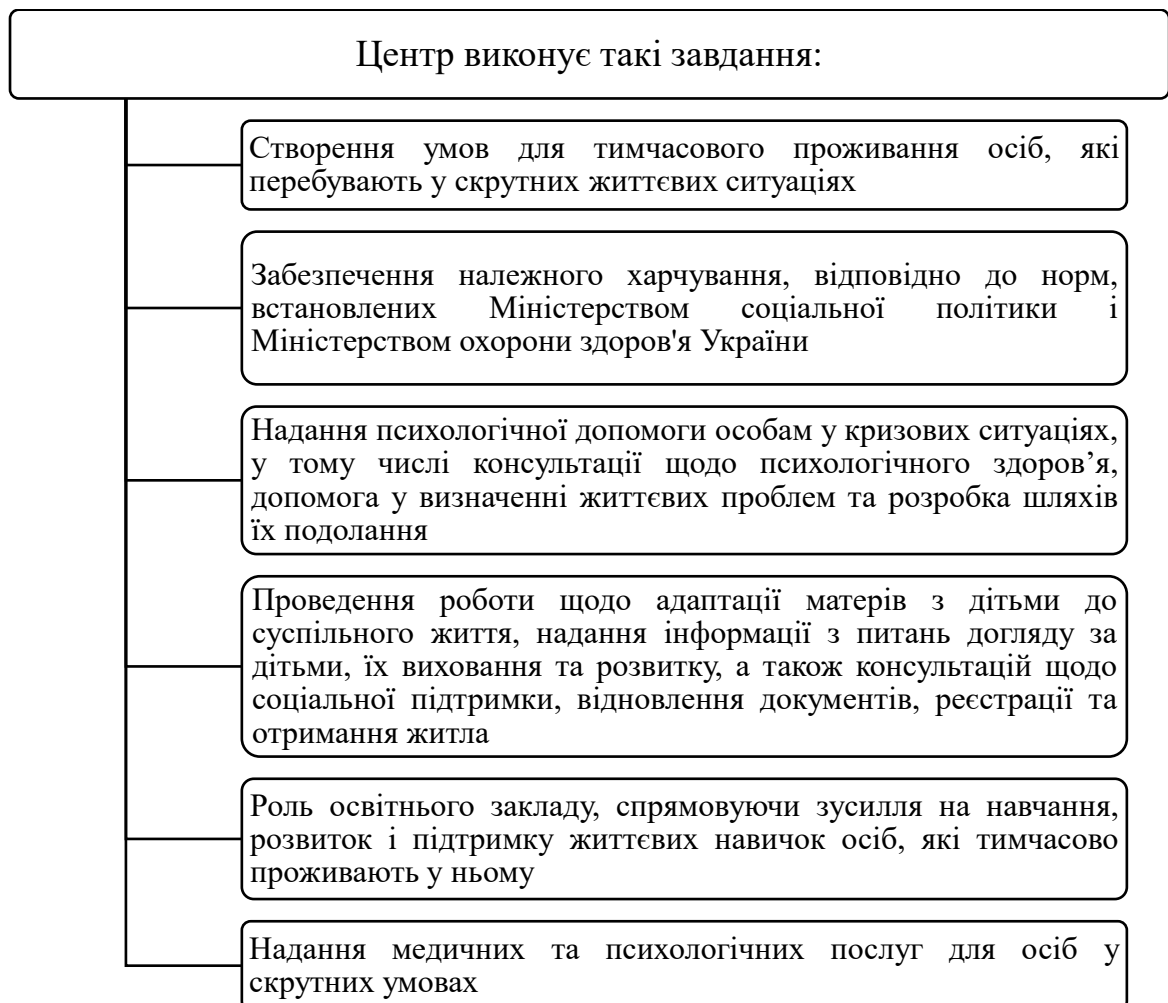 Центр виконує такі завдання:
Створення умов для тимчасового проживання осіб, які
перебувають у скрутних життєвих ситуаціях
Забезпечення належного харчування, відповідно до норм,
встановлених Міністерством соціальної політики і
Міністерством охорони здоров'я України
Надання психологічної допомоги особам у кризових ситуаціях,
у тому числі консультації щодо психологічного здоров’я,
допомога у визначенні життєвих проблем та розробка шляхів
їх подолання
Проведення роботи щодо адаптації матерів з дітьми до
суспільного життя, надання інформації з питань догляду за
дітьми, їх виховання та розвитку, а також консультацій щодо
соціальної підтримки, відновлення документів, реєстрації та
отримання житла
Роль освітнього закладу, спрямовуючи зусилля на навчання,
розвиток і підтримку життєвих навичок осіб, які тимчасово
проживають у ньому
Надання медичних та психологічних послуг для осіб у
скрутних умовах